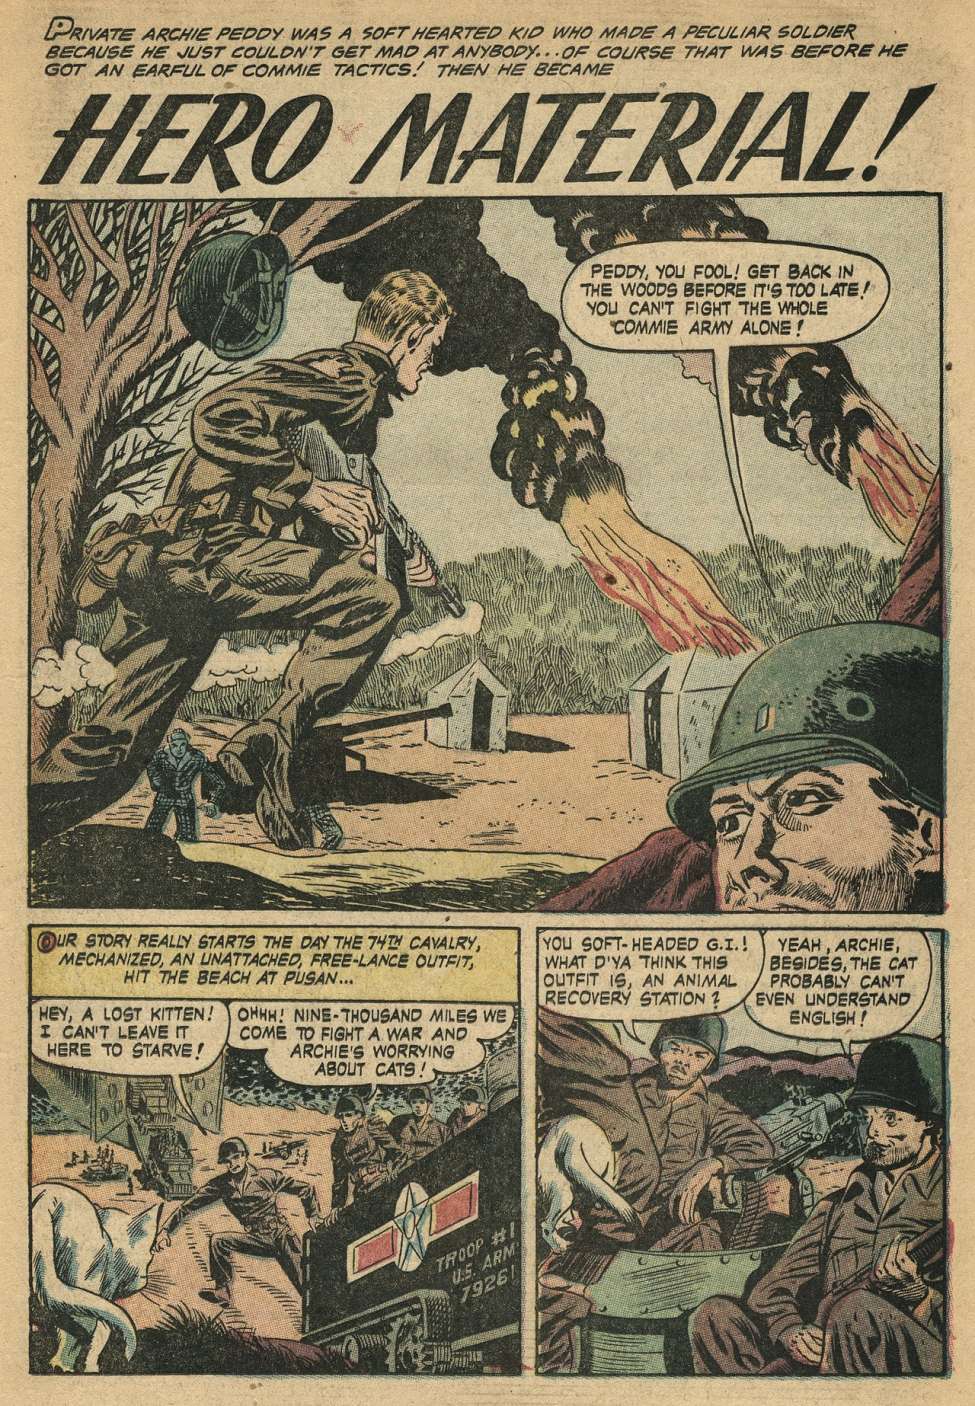 PRIVATE ARCHIE PEDDY WAS A SOFT HEARTED KID WHO MADE A PECULIAR SOLDIER
BECAUSE HE JUST COULDN'T GET MAD AT ANYBODY...OF COURSE THAT WAS BEFORE HE
GOT AN EARFUL OF COMMIE TACTICS! THEN HE BECAME
HERO MATERIAL!
PEDDY, YOU FOOL! GET BACK IN
THE WOODS BEFORE IT'S TOO LATE!
YOU CAN'T FIGHT THE WHOLE
COMMIE ARMY ALONE!
OUR STORY REALLY STARTS THE DAY THE 74TH CAVALRY,
MECHANIZED, AN UNATTACHED, FREE-LANCE OUTFIT,
HIT THE BEACH AT PUSAN...
HEY, A LOST KITTEN!
I CAN'T LEAVE IT
HERE TO STARVE!
OHHH! NINE-THOUSAND MILES WE
COME TO FIGHT A WAR AND
ARCHIE'S WORRYING
ABOUT CATS!
TROOP #1
U.S. ARMY
79261
YOU SOFT-HEADED G.I.!
WHAT D'YA THINK THIS
OUTFIT IS, AN ANIMAL
RECOVERY STATION?
YEAH, ARCHIE,
BESIDES, THE CAT
PROBABLY CAN'T
EVEN UNDERSTAND
ENGLISH!